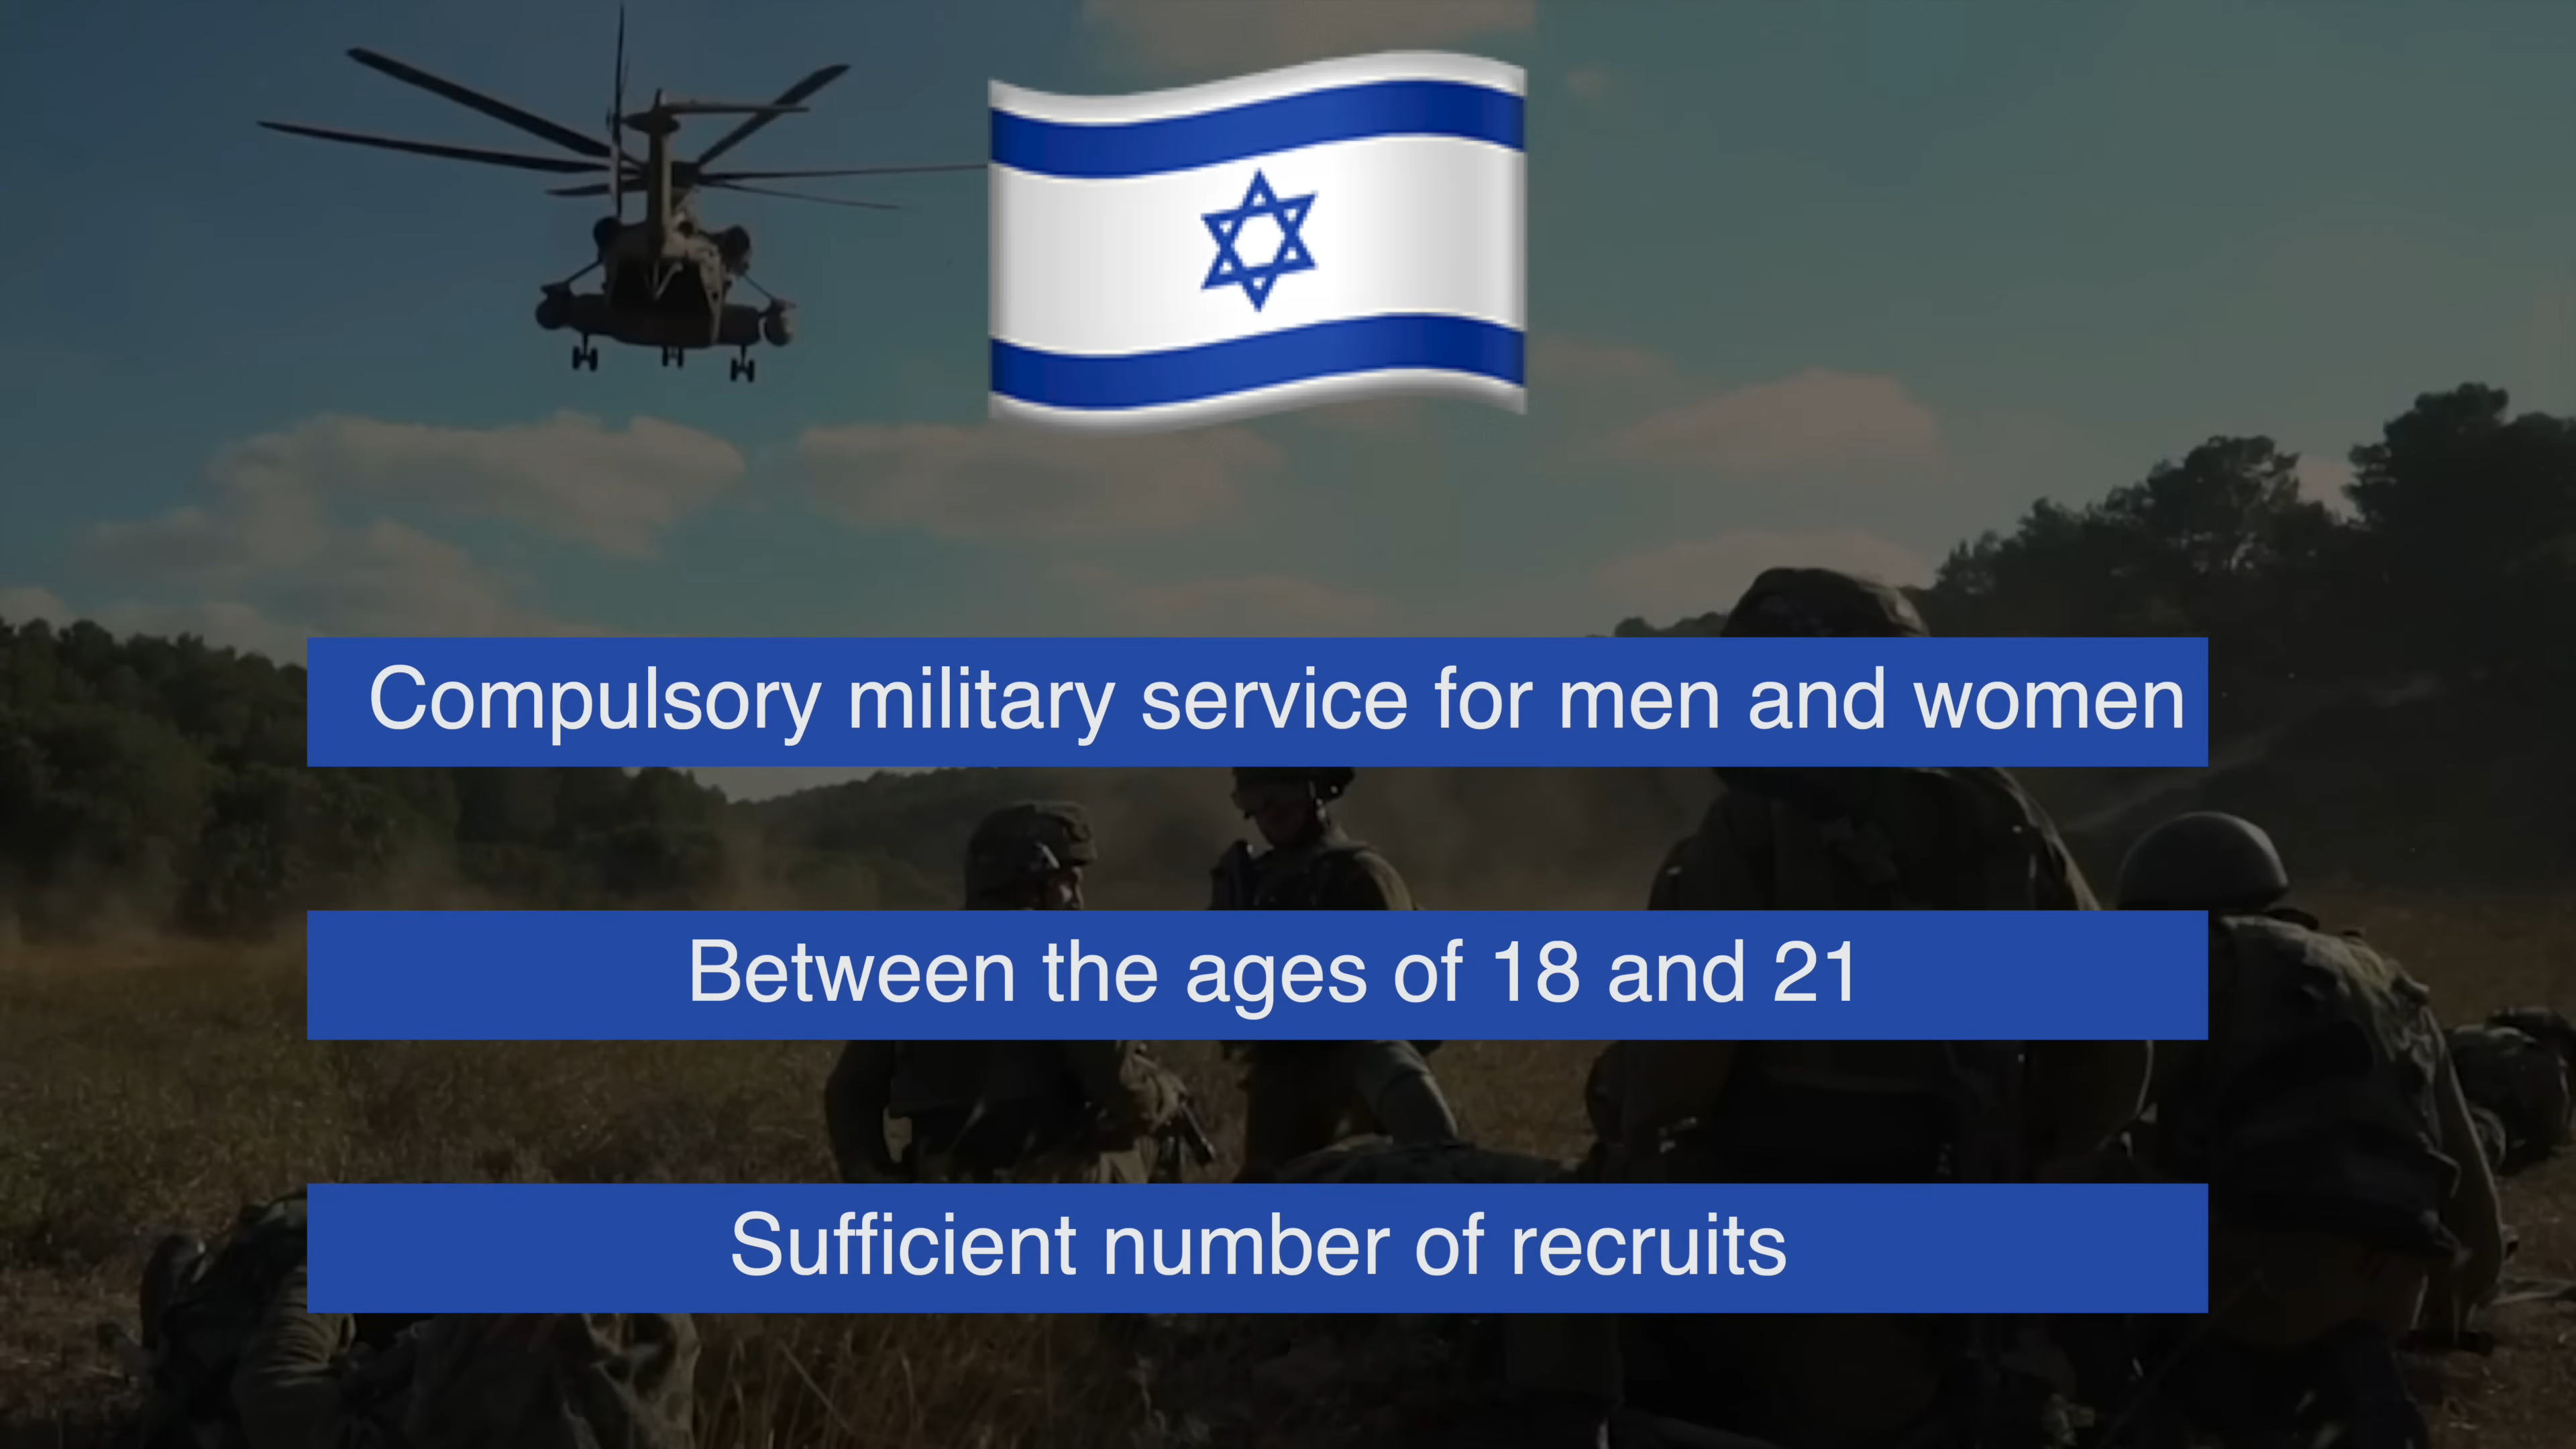 Compulsory military service for men and women
Between the ages of 18 and 21
Sufficient number of recruits